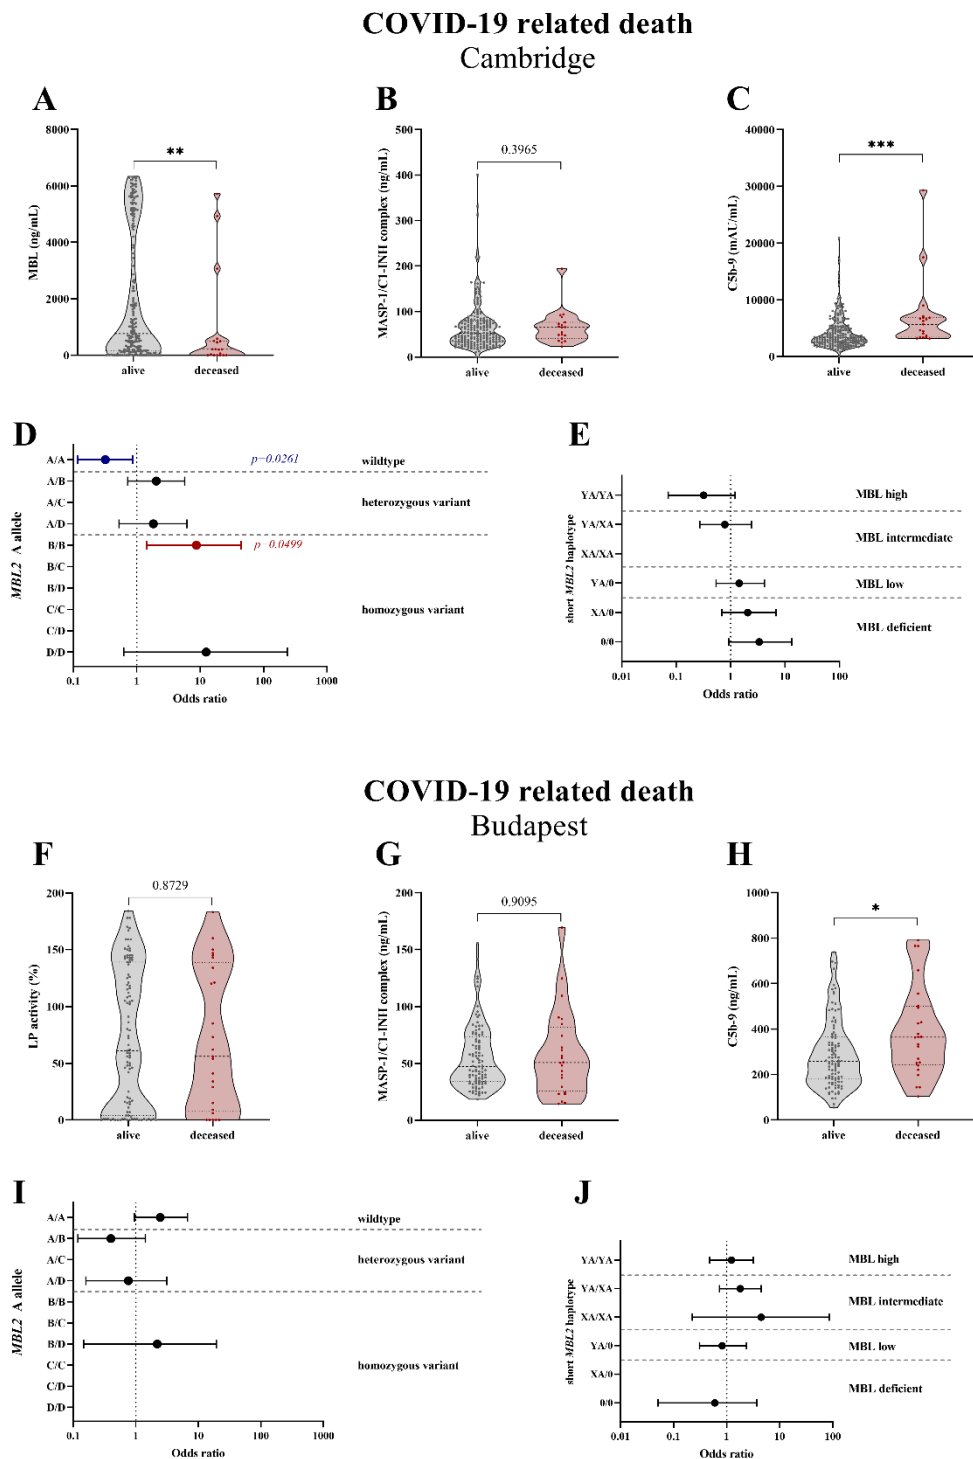 COVID-19 related death
Cambridge
A
B
C
MBL (ng/mL)
8000
6000
4000
2000
0
**
alive
deceased
MASP-1/C1-INH complex (ng/mL)
500
400
300
200
100
0
0.3965
alive
deceased
C5b-9 (mAU/mL)
40000
30000
20000
10000
0
***
alive
deceased
D
MBL2 A allele
A/A
A/B
A/C
A/D
B/B
B/C
B/D
C/C
C/D
D/D
p=0.0261
p=0.0499
wildtype
heterozygous variant
homozygous variant
0.1
1
10
100
1000
Odds ratio
E
short MBL2 haplotype
YA/YA
YA/XA
XA/XA
YA/0
XA/0
0/0
MBL high
MBL intermediate
MBL low
MBL deficient
0.01
0.1
1
10
100
Odds ratio
COVID-19 related death
Budapest
F
G
H
LP activity (%)
200
150
100
50
0
0.8729
alive
deceased
MASP-1/C1-INH complex (ng/mL)
200
150
100
50
0
0.9095
alive
deceased
C5b-9 (ng/mL)
1000
800
600
400
200
0
*
alive
deceased
I
MBL2 A allele
A/A
A/B
A/C
A/D
B/B
B/C
B/D
C/C
C/D
D/D
wildtype
heterozygous variant
homozygous variant
0.1
1
10
100
1000
Odds ratio
J
short MBL2 haplotype
YA/YA
YA/XA
XA/XA
YA/0
XA/0
0/0
MBL high
MBL intermediate
MBL low
MBL deficient
0.01
0.1
1
10
100
Odds ratio